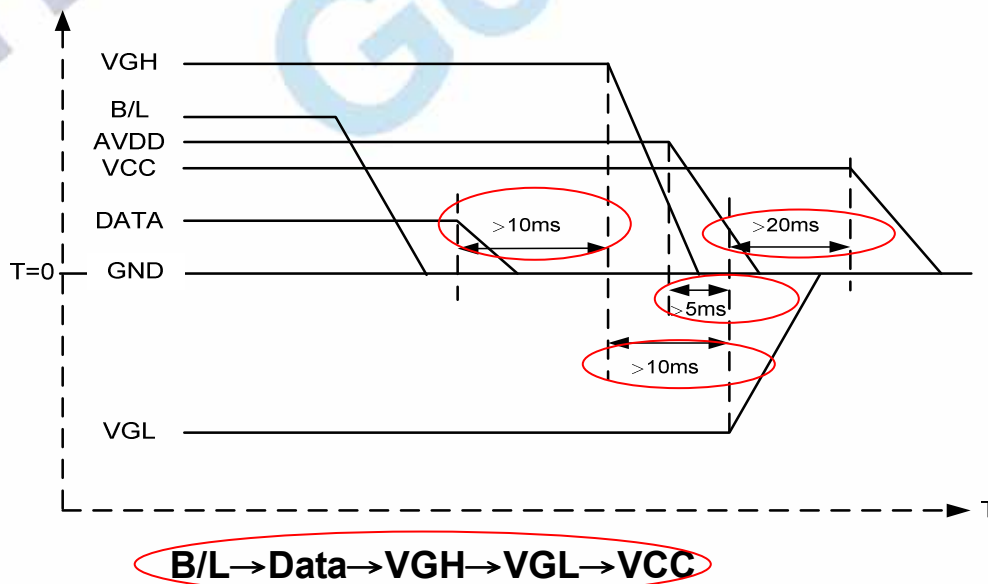 VGH
B/L
AVDD
VCC
DATA
>10ms
>20ms
T=0
GND
>5ms
>10ms
VGL
T
B/L→Data→VGH→VGL→VCC